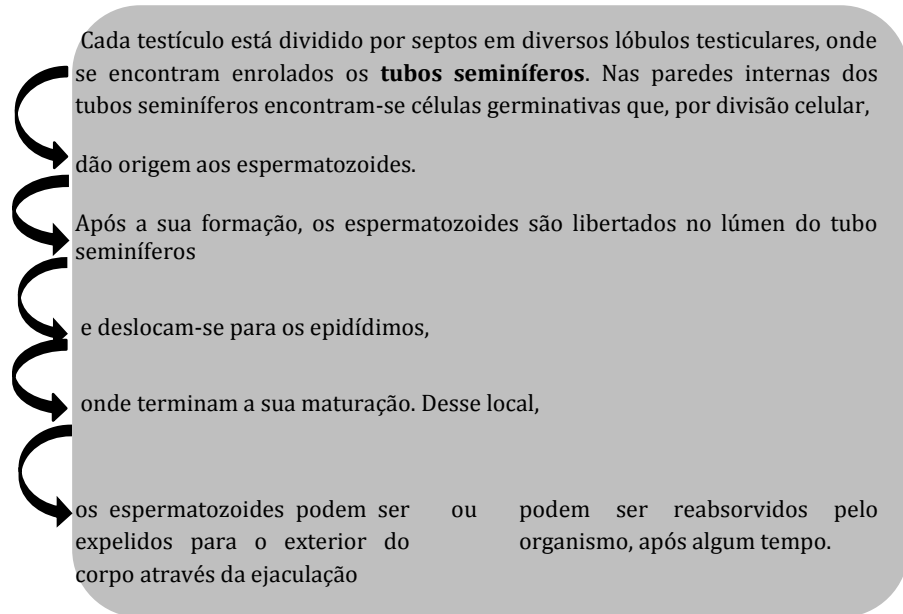 Cada testículo está dividido por septos em diversos lóbulos testiculares, onde
se encontram enrolados os tubos seminíferos. Nas paredes internas dos
tubos seminíferos encontram-se células germinativas que, por divisão celular,
dão origem aos espermatozoides.
Após a sua formação, os espermatozoides são libertados no lúmen do tubo
seminíferos
e deslocam-se para os epidídimos,
onde terminam a sua maturação. Desse local,
os espermatozoides podem ser
expelidos para o exterior do
corpo através da ejaculação
ou
podem ser reabsorvidos pelo
organismo, após algum tempo.